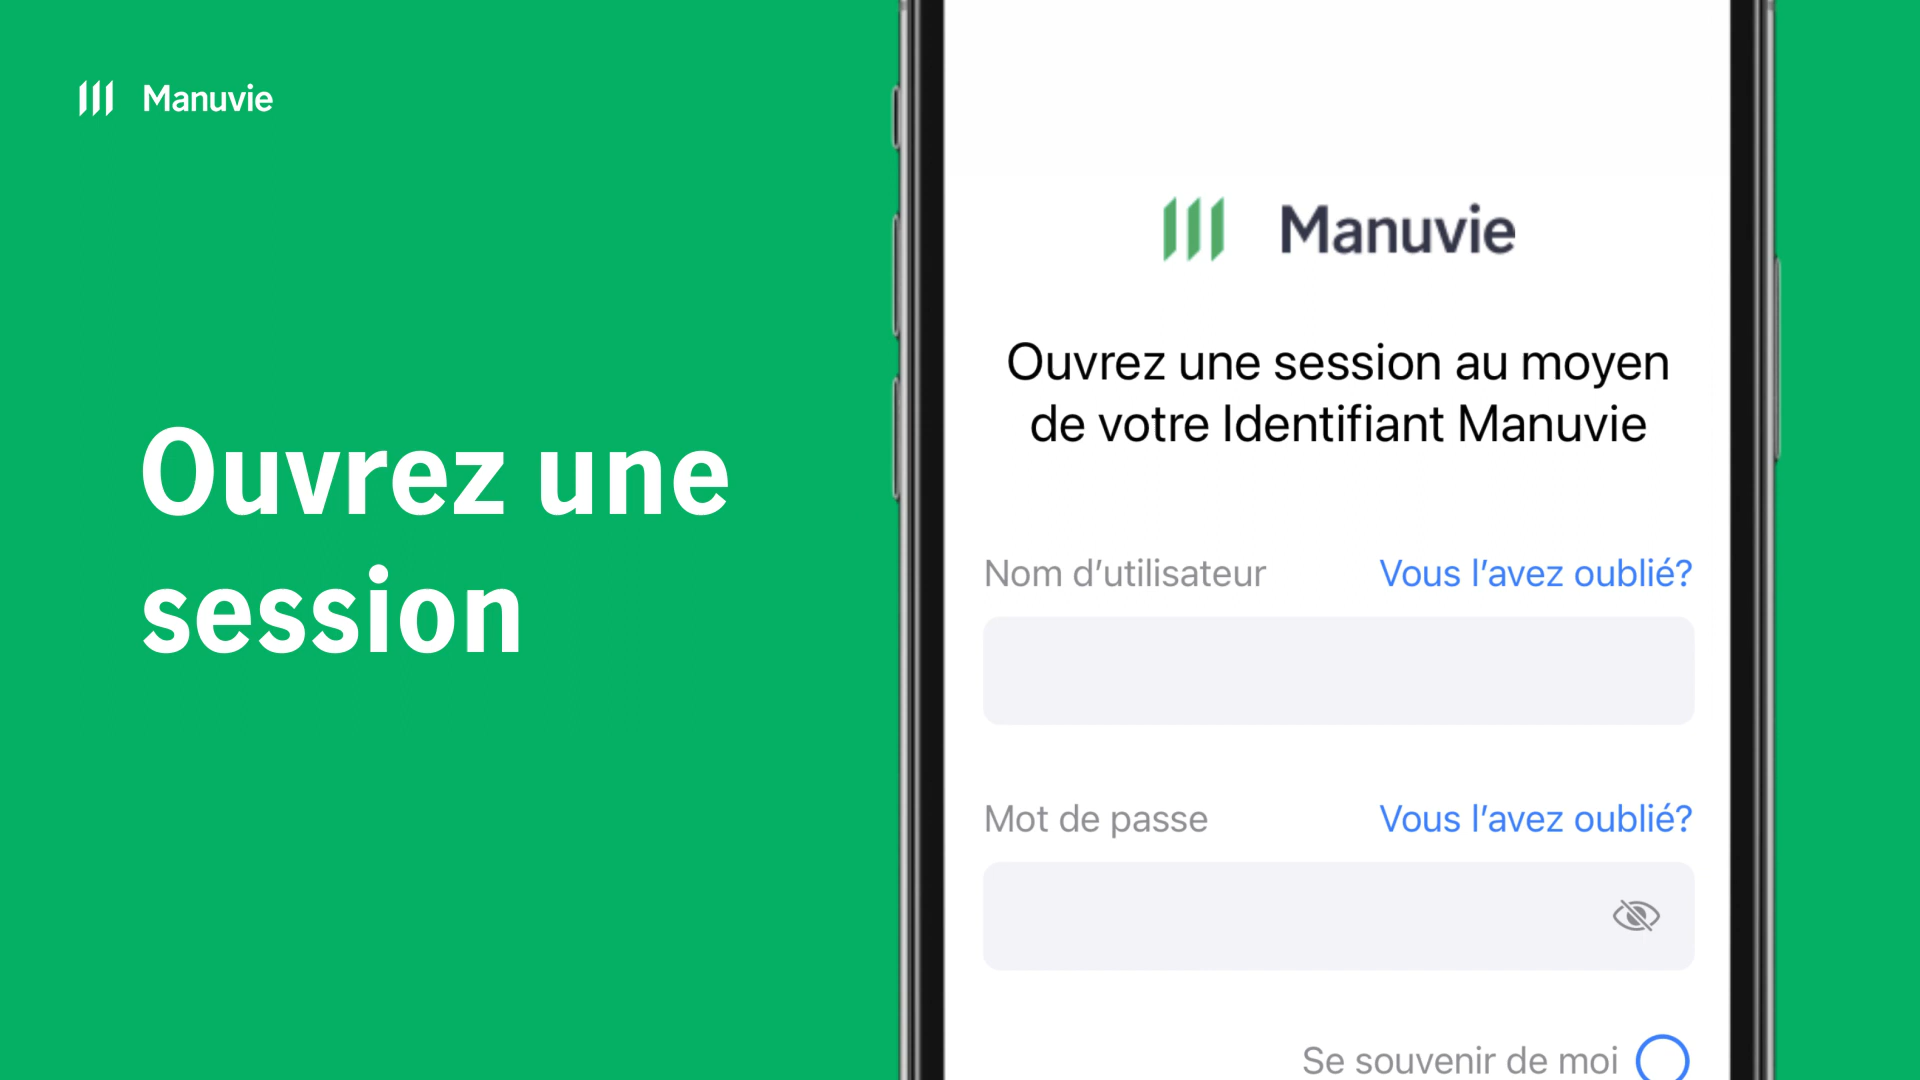 Manuvie
Ouvrez une
session
Manuvie
Ouvrez une session au moyen
de votre Identifiant Manuvie
Nom d’utilisateur
Vous l’avez oublié?
Mot de passe
Vous l’avez oublié?
Se souvenir de moi